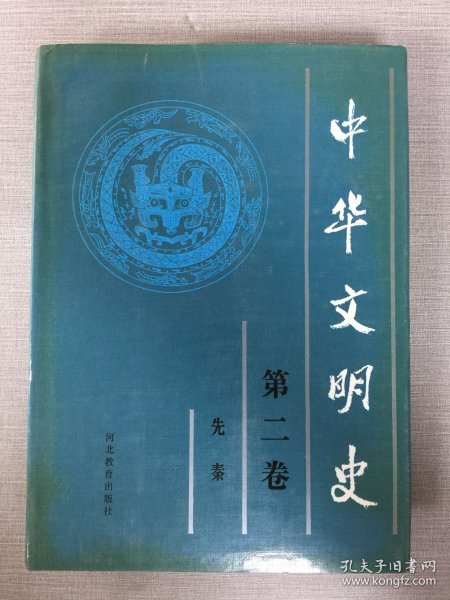 中华文明史
第二卷
先秦
河北教育出版社
孔夫子旧书网
www.kongfz.com